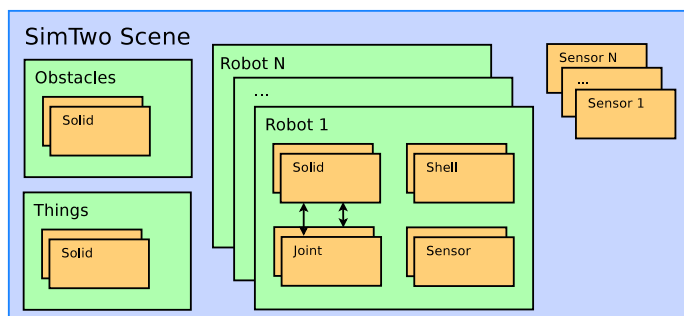 SimTwo Scene
Obstacles
Solid
Things
Solid
Robot N
...
Robot 1
Solid
Shell
Joint
Sensor
Sensor N
...
Sensor 1